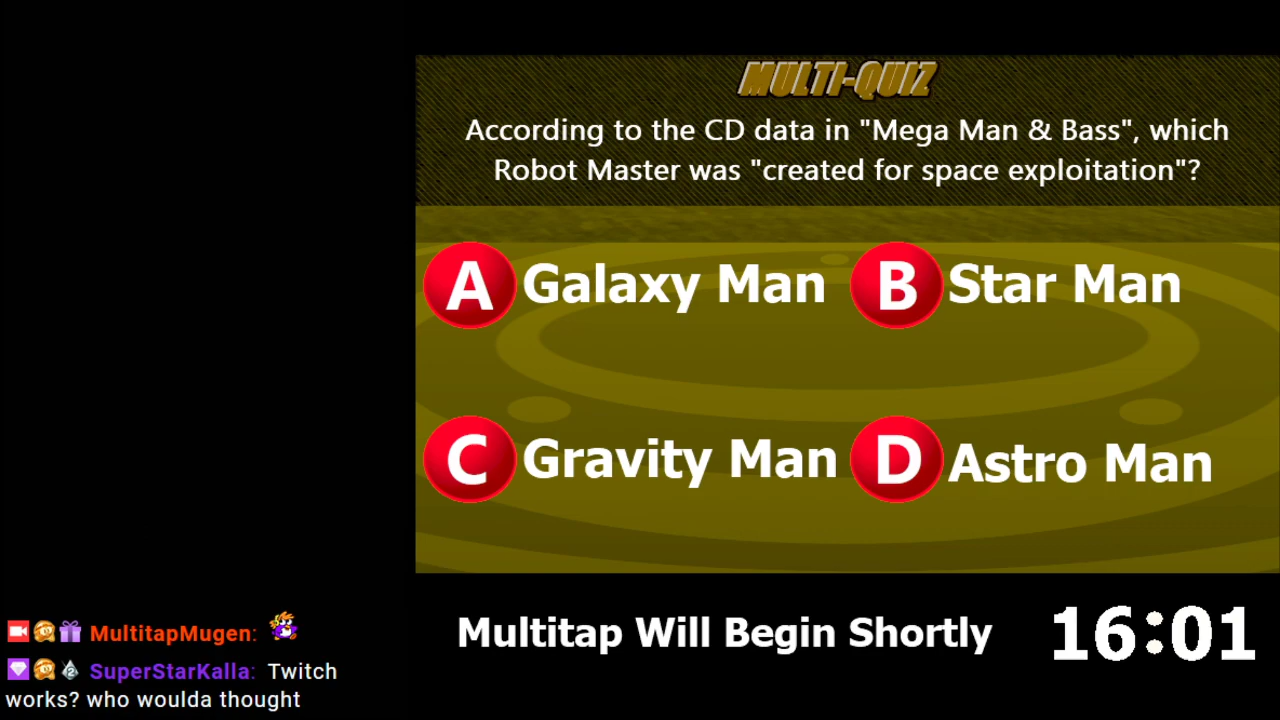 MULTI-QUIZ
According to the CD data in "Mega Man & Bass", which
Robot Master was "created for space exploitation"?
A Galaxy Man
B Star Man
C Gravity Man
D Astro Man
MultitapMugen:
SuperStarKalla: Twitch
works? who woulda thought
Multitap Will Begin Shortly
16:01